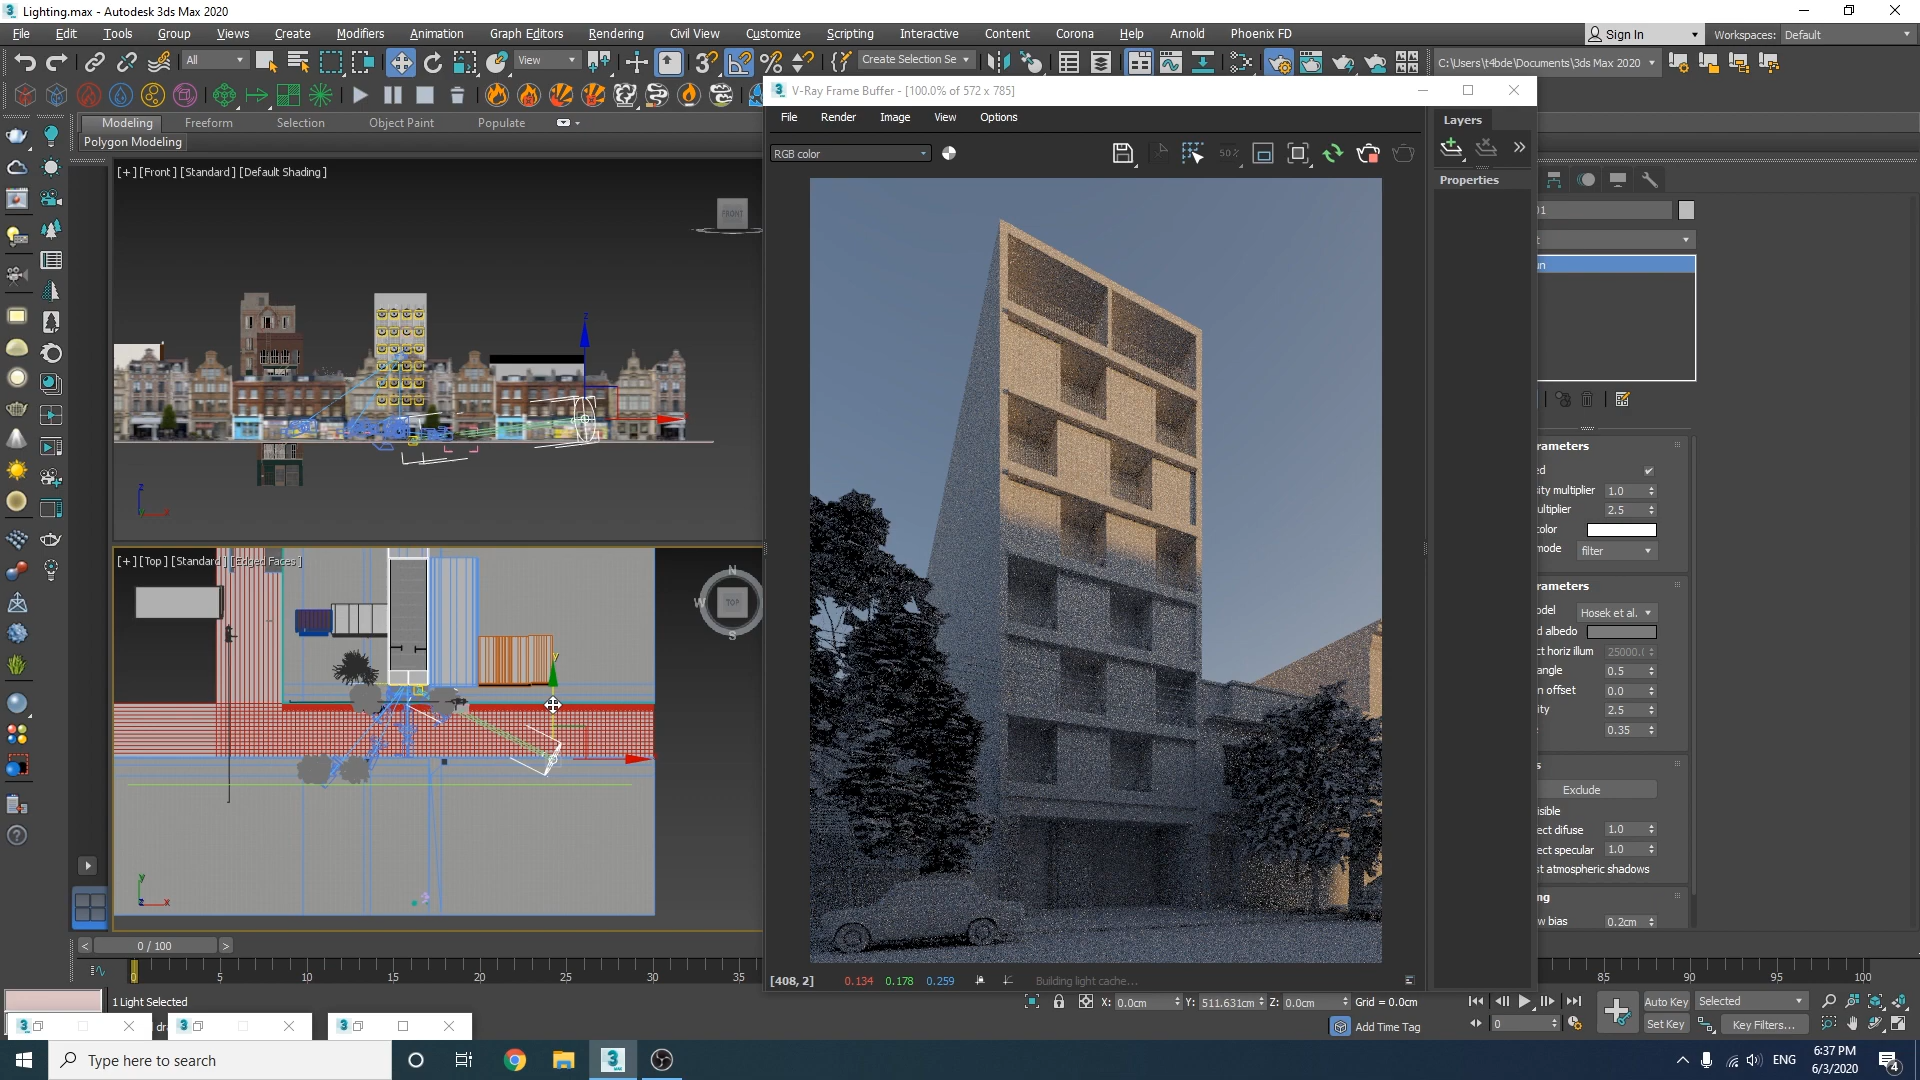 Lighting.max - Autodesk 3ds Max 2020
File Edit Tools Group Views Create Modifiers Animation Graph Editors Rendering Civil View Customize Scripting Interactive Content Corona Help Arnold Phoenix FD
Sign In Workspaces: Default
All View Create Selection Se C:\Users\t4bde\Documents\3ds Max 2020
V-Ray Frame Buffer - [100.0% of 572 x 785]
File Render Image View Options
Layers
RGB color
50%
Properties
Modeling Freeform Selection Object Paint Populate
Polygon Modeling
[+] [Front] [Standard] [Default Shading]
FRONT
z
x
[+] [Top] [Standard] [Edged Faces]
N
W TOP
S
y
z x
01
t
un
rameters
ed
ity multiplier 1.0
ultiplier 2.5
olor
mode filter
rameters
odel Hosek et al.
d albedo
ct horiz illum 25000.(
angle 0.5
n offset 0.0
ity 2.5
0.35
s
Exclude
isible
ect difuse 1.0
ect specular 1.0
t atmospheric shadows
ng
w bias 0.2cm
[408, 2] 0.134 0.178 0.259 Building light cache...
< 0 / 100 >
5 10 15 20 25 30 35 85 90 95 100
1 Light Selected
X: 0.0cm Y: 511.631cm Z: 0.0cm Grid = 0.0cm
Add Time Tag
Auto Key Selected
Set Key Key Filters...
0
Type here to search
ENG
6:37 PM
6/3/2020
4